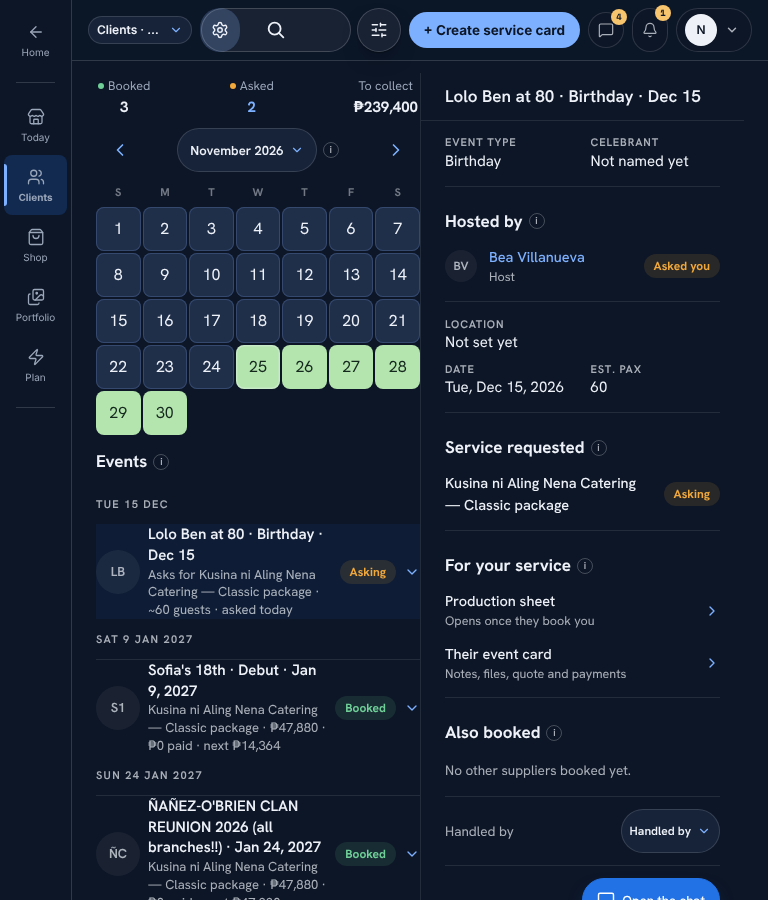 Home
Today
Clients
Shop
Portfolio
Plan
Clients · ...
+ Create service card
4
1
N
Booked
3
Asked
2
To collect
₱239,400
November 2026
i
S M T W T F S
1 2 3 4 5 6 7
8 9 10 11 12 13 14
15 16 17 18 19 20 21
22 23 24 25 26 27 28
29 30
Events i
TUE 15 DEC
LB
Lolo Ben at 80 · Birthday ·
Dec 15
Asks for Kusina ni Aling Nena
Catering — Classic package ·
~60 guests · asked today
Asking
SAT 9 JAN 2027
S1
Sofia's 18th · Debut · Jan
9, 2027
Kusina ni Aling Nena Catering
— Classic package · ₱47,880 ·
₱0 paid · next ₱14,364
Booked
SUN 24 JAN 2027
ÑC
ÑAÑEZ-O'BRIEN CLAN
REUNION 2026 (all
branches!!) · Jan 24, 2027
Kusina ni Aling Nena Catering
— Classic package · ₱47,880 ·
Booked
Lolo Ben at 80 · Birthday · Dec 15
EVENT TYPE
Birthday
CELEBRANT
Not named yet
Hosted by i
BV
Bea Villanueva
Host
Asked you
LOCATION
Not set yet
DATE
Tue, Dec 15, 2026
EST. PAX
60
Service requested i
Kusina ni Aling Nena Catering
— Classic package
Asking
For your service i
Production sheet
Opens once they book you
Their event card
Notes, files, quote and payments
Also booked i
No other suppliers booked yet.
Handled by
Handled by
Open the chat